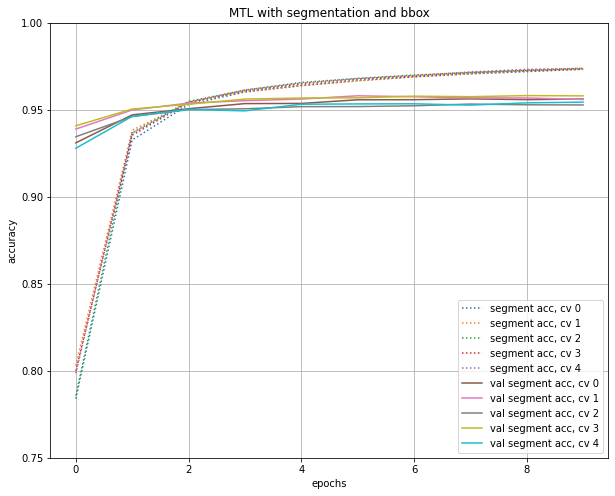 MTL with segmentation and bbox
1.00
0.95
0.90
0.85
0.80
0.75
accuracy
0 2 4 6 8
epochs
segment acc, cv 0
segment acc, cv 1
segment acc, cv 2
segment acc, cv 3
segment acc, cv 4
val segment acc, cv 0
val segment acc, cv 1
val segment acc, cv 2
val segment acc, cv 3
val segment acc, cv 4